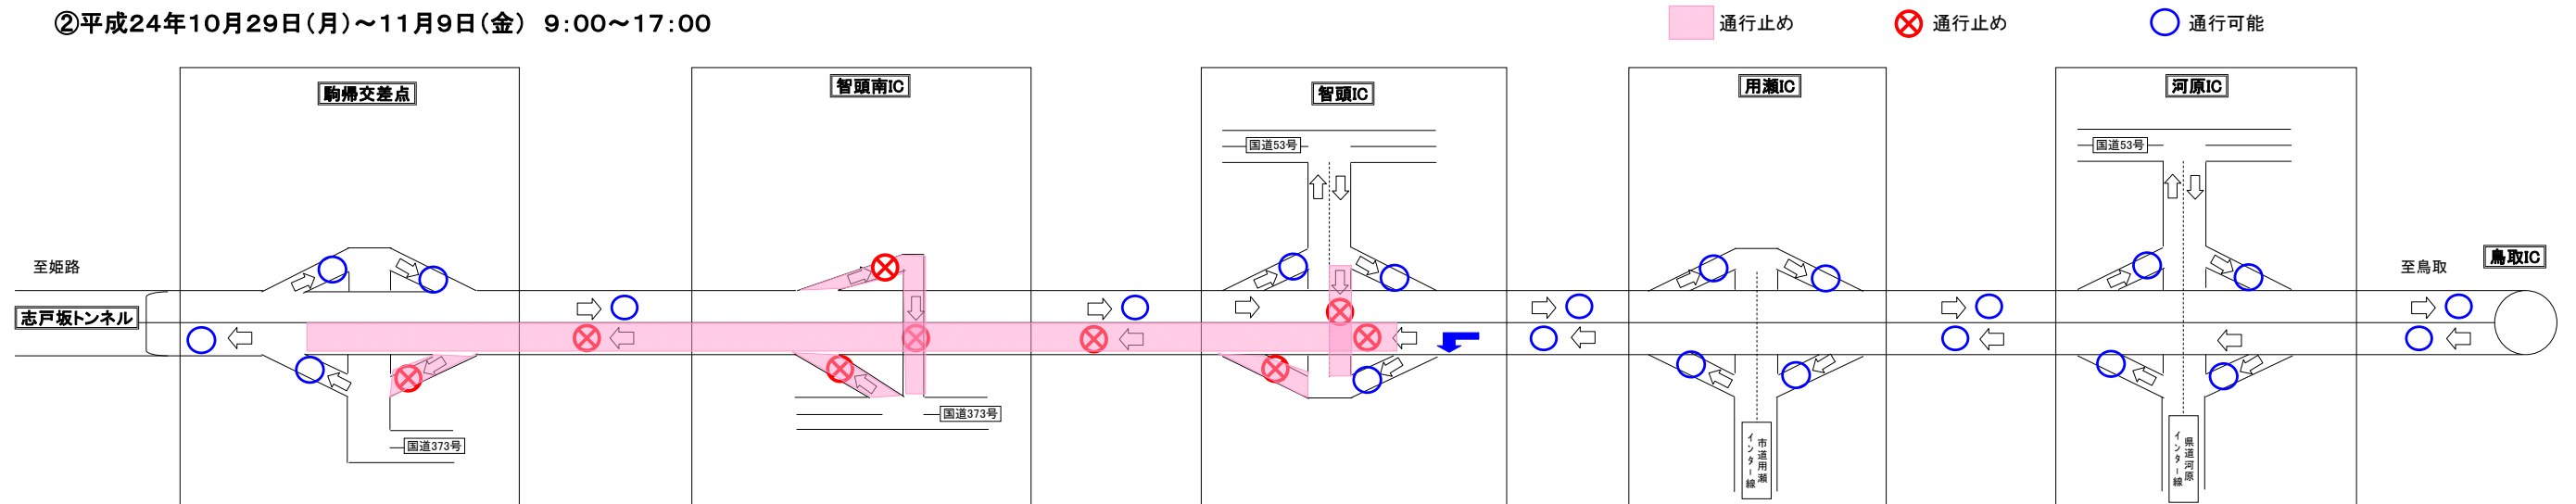 ②平成24年10月29日(月)～11月9日(金) 9:00～17:00
通行止め
通行止め
通行可能
駒帰交差点
智頭南IC
智頭IC
用瀬IC
河原IC
国道53号
国道53号
至姫路
至鳥取
鳥取IC
志戸坂トンネル
国道373号
国道373号
市道用瀬
インター線
県道河原
インター線